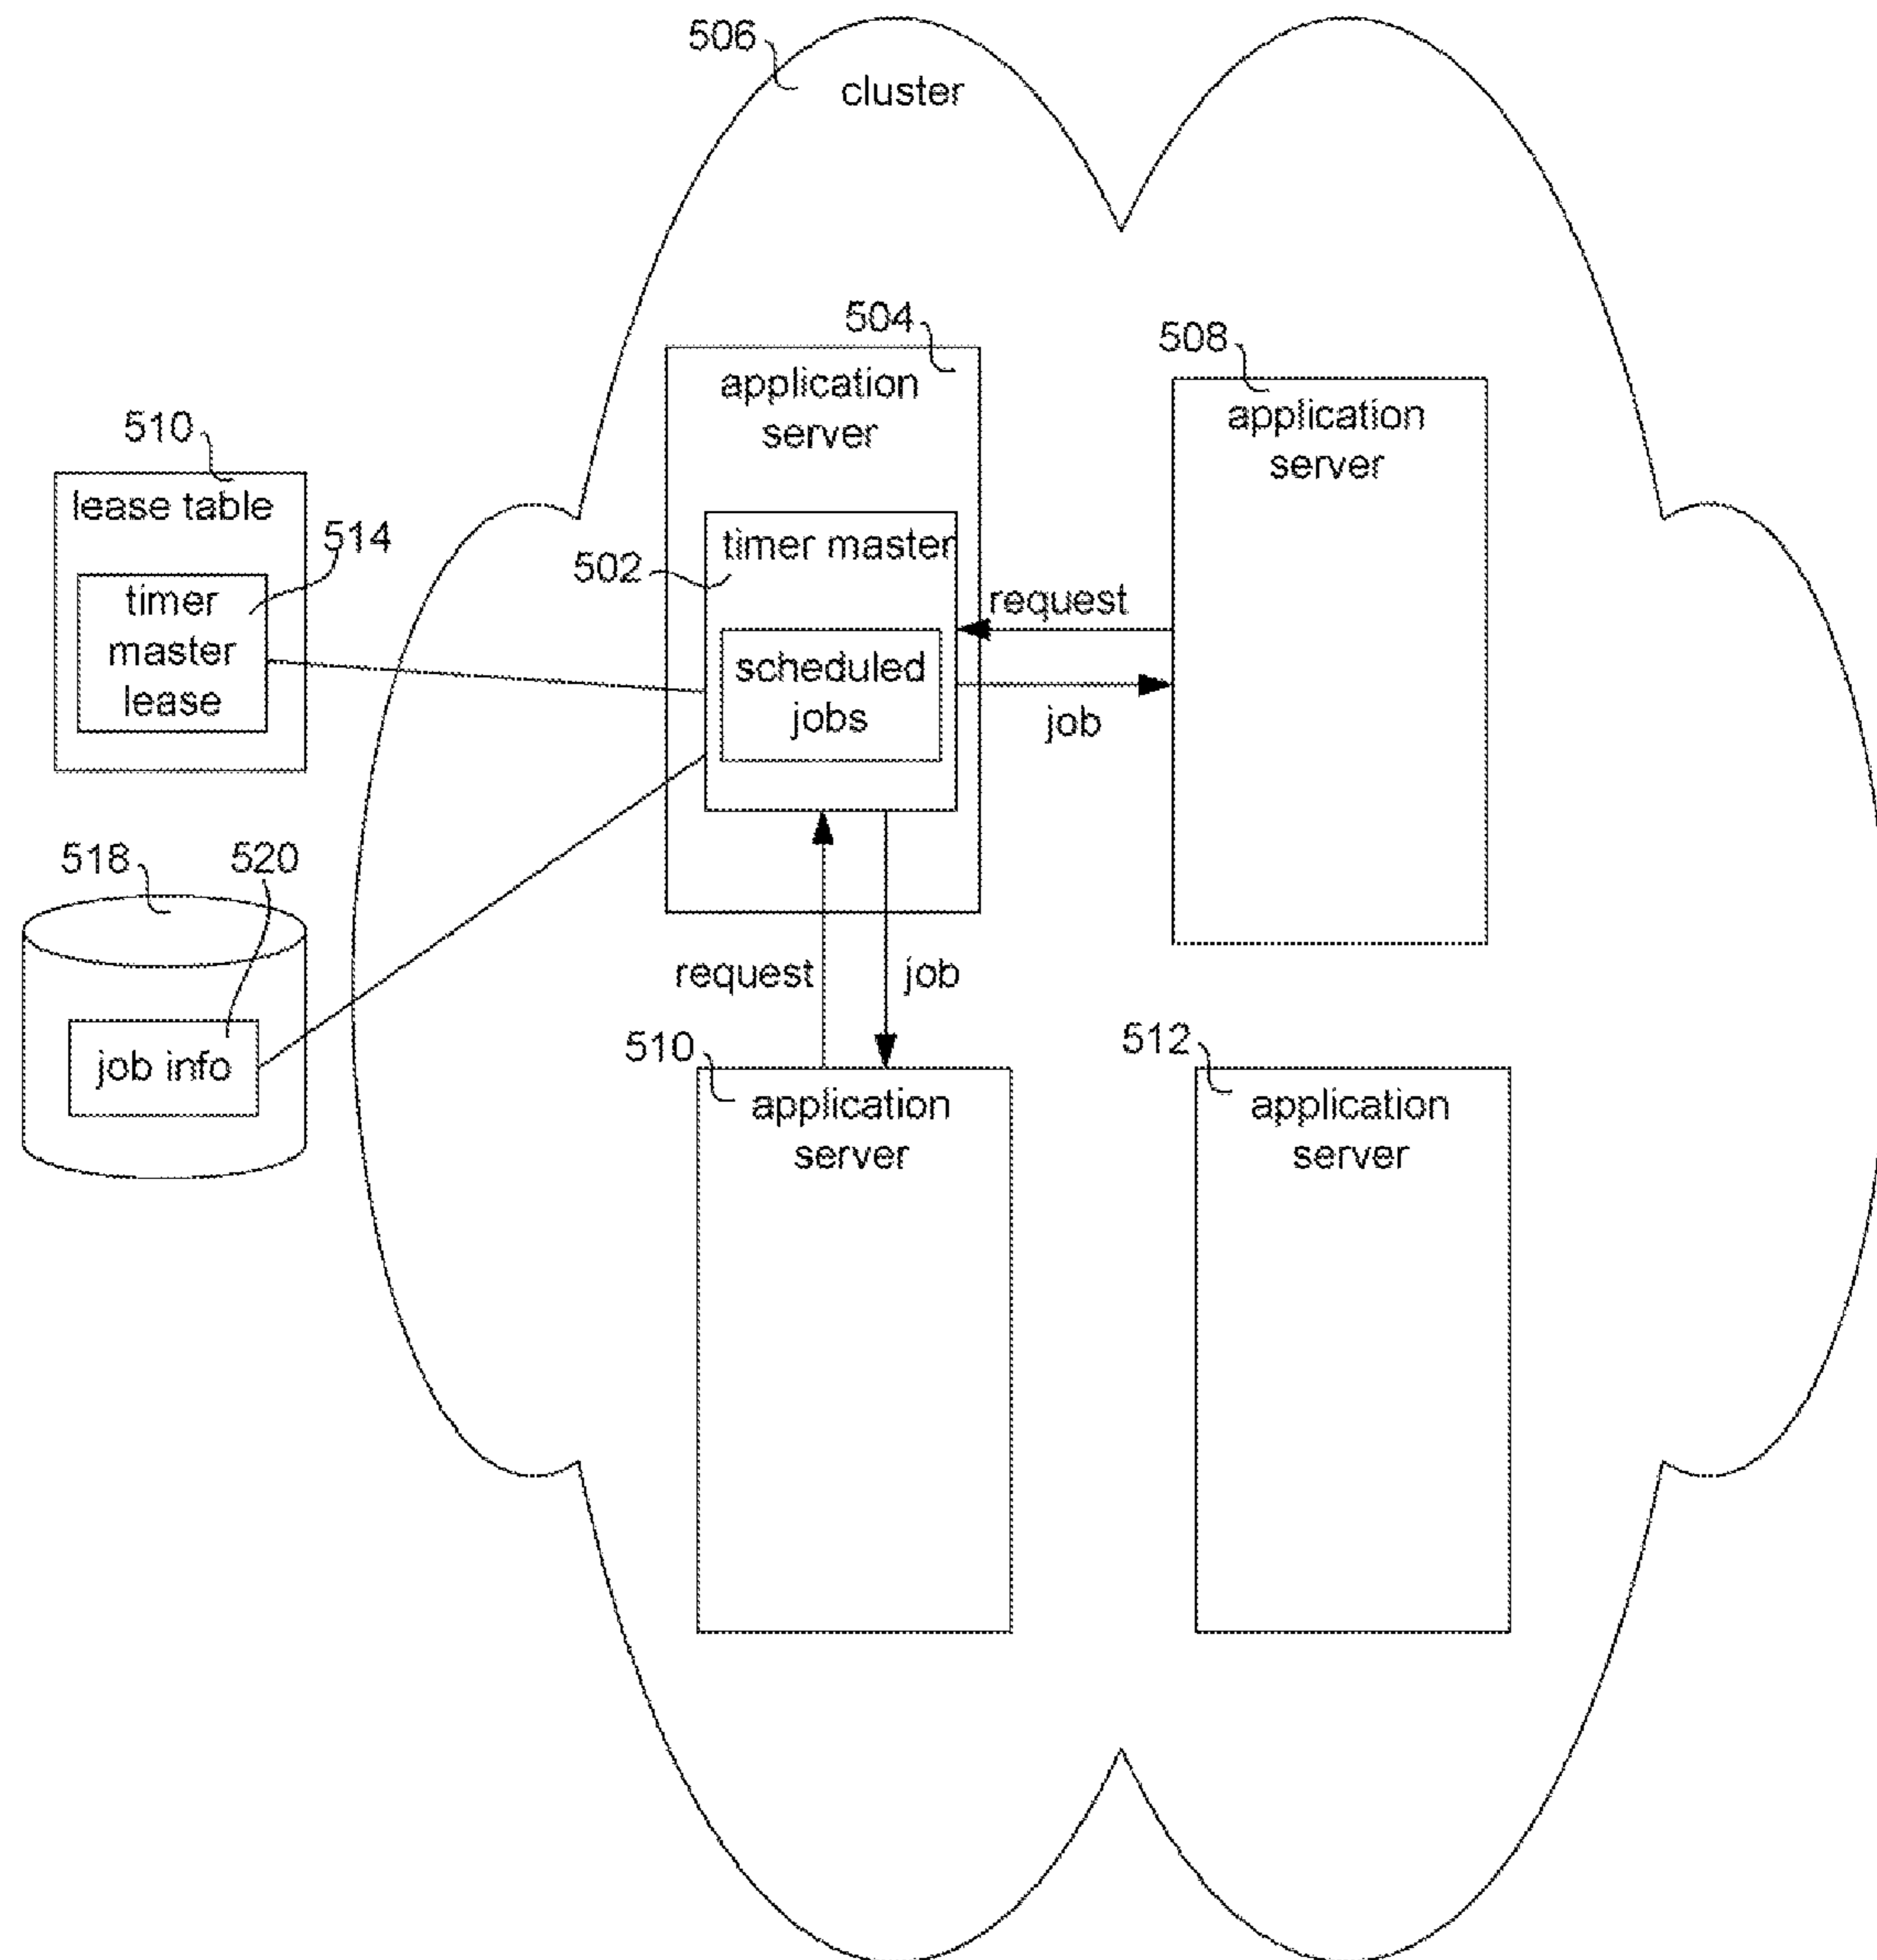 506
cluster
504
application
server
508
application
server
510
lease table
514
timer
master
lease
502
timer master
scheduled
jobs
request
job
518
520
job info
request
job
510
application
server
512
application
server